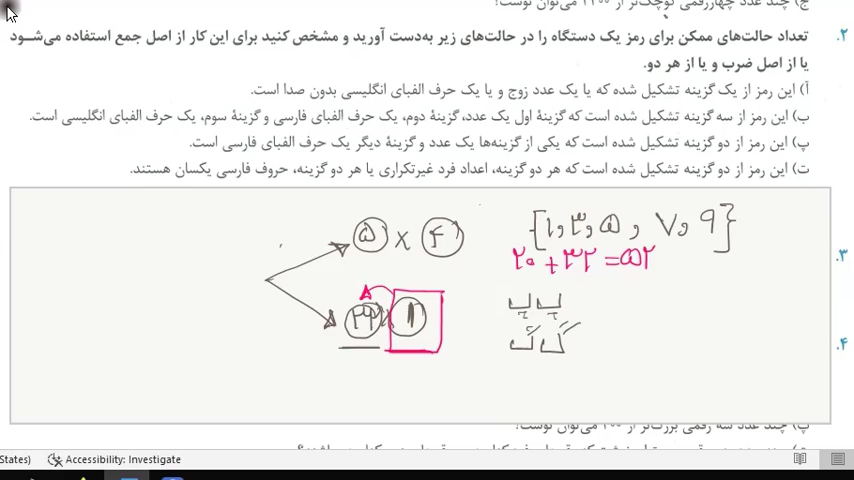 ج) چند عدد چهاررقمی کوچک‌تر از ۲۳۰۰ می‌توان نوشت؟
۲. تعداد حالت‌های ممکن برای رمز یک دستگاه را در حالت‌های زیر به‌دست آورید و مشخص کنید برای این کار از اصل جمع استفاده می‌شود
یا از اصل ضرب و یا از هر دو.
آ) این رمز از یک گزینه تشکیل شده که یا یک عدد زوج و یا یک حرف الفبای انگلیسی بدون صدا است.
ب) این رمز از سه گزینه تشکیل شده است که گزینهٔ اول یک عدد، گزینهٔ دوم، یک حرف الفبای فارسی و گزینهٔ سوم، یک حرف الفبای انگلیسی است.
پ) این رمز از دو گزینه تشکیل شده است که یکی از گزینه‌ها یک عدد و گزینهٔ دیگر یک حرف الفبای فارسی است.
ت) این رمز از دو گزینه تشکیل شده است که هر دو گزینه، اعداد فرد غیرتکراری یا هر دو گزینه، حروف فارسی یکسان هستند.
{۱, ۳, ۵, ۷, ۹}
۵ × ۴
۲۰ + ۳۲ = ۵۲
۳.
۳۲ × ۱
پ پ
گ گ
۴.
پ) چند عدد سه رقمی بزرگ‌تر از ۲۰۰ می‌توان نوشت؟
States)
Accessibility: Investigate